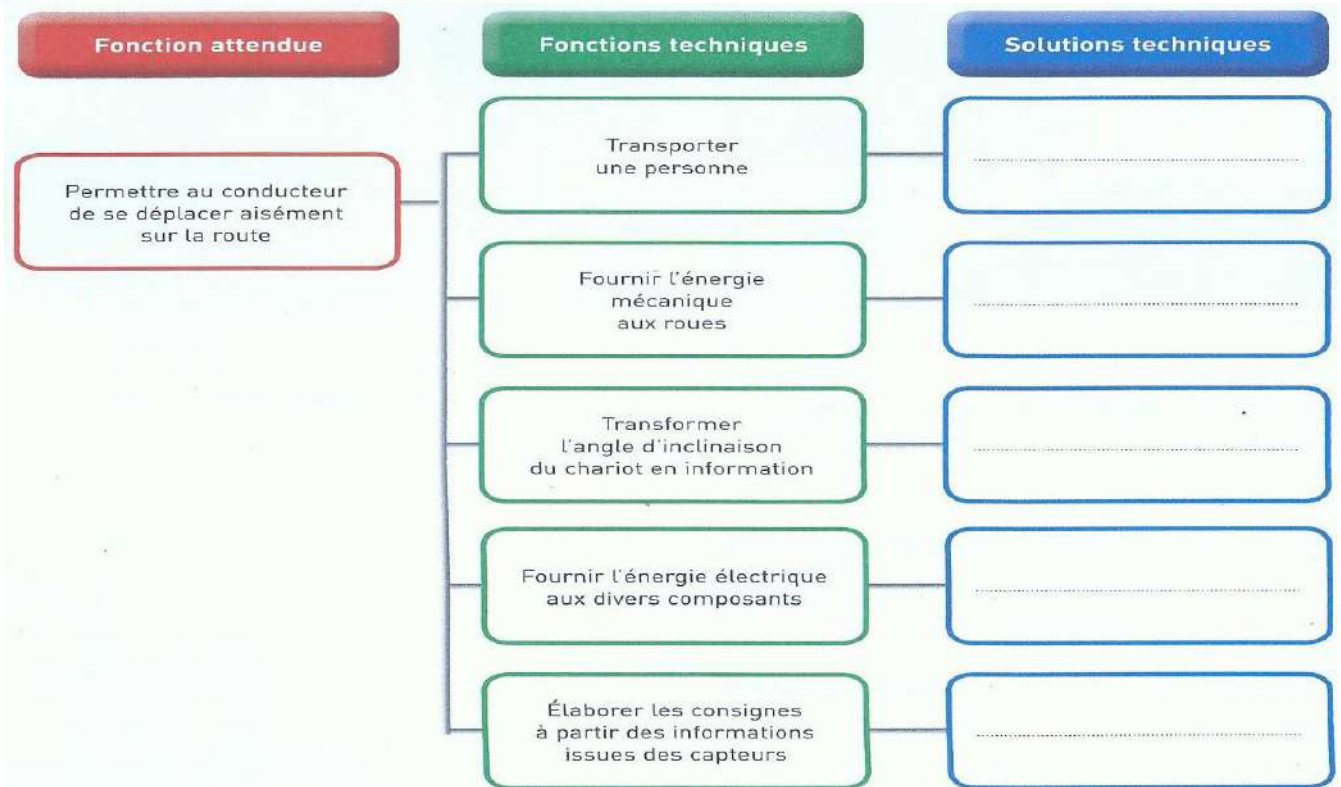 Fonction attendue
Fonctions techniques
Solutions techniques
Permettre au conducteur
de se déplacer aisément
sur la route
Transporter
une personne
Fournir l'énergie
mécanique
aux roues
Transformer
l'angle d'inclinaison
du chariot en information
Fournir l'énergie électrique
aux divers composants
Élaborer les consignes
à partir des informations
issues des capteurs